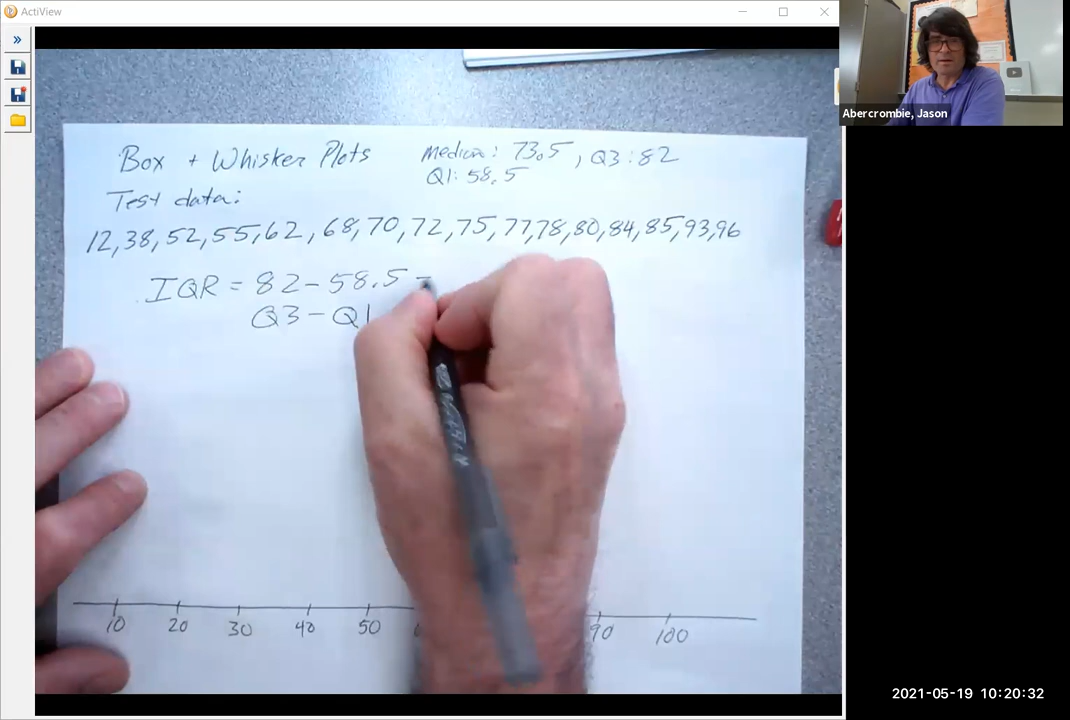 ActiView
Abercrombie, Jason
Box + Whisker Plots
Median: 73.5, Q3: 82
Q1: 58.5
Test data:
12, 38, 52, 55, 62, 68, 70, 72, 75, 77, 78, 80, 84, 85, 93, 96
IQR = 82 - 58.5 =
Q3 - Q1
10 20 30 40 50 90 100
2021-05-19 10:20:32